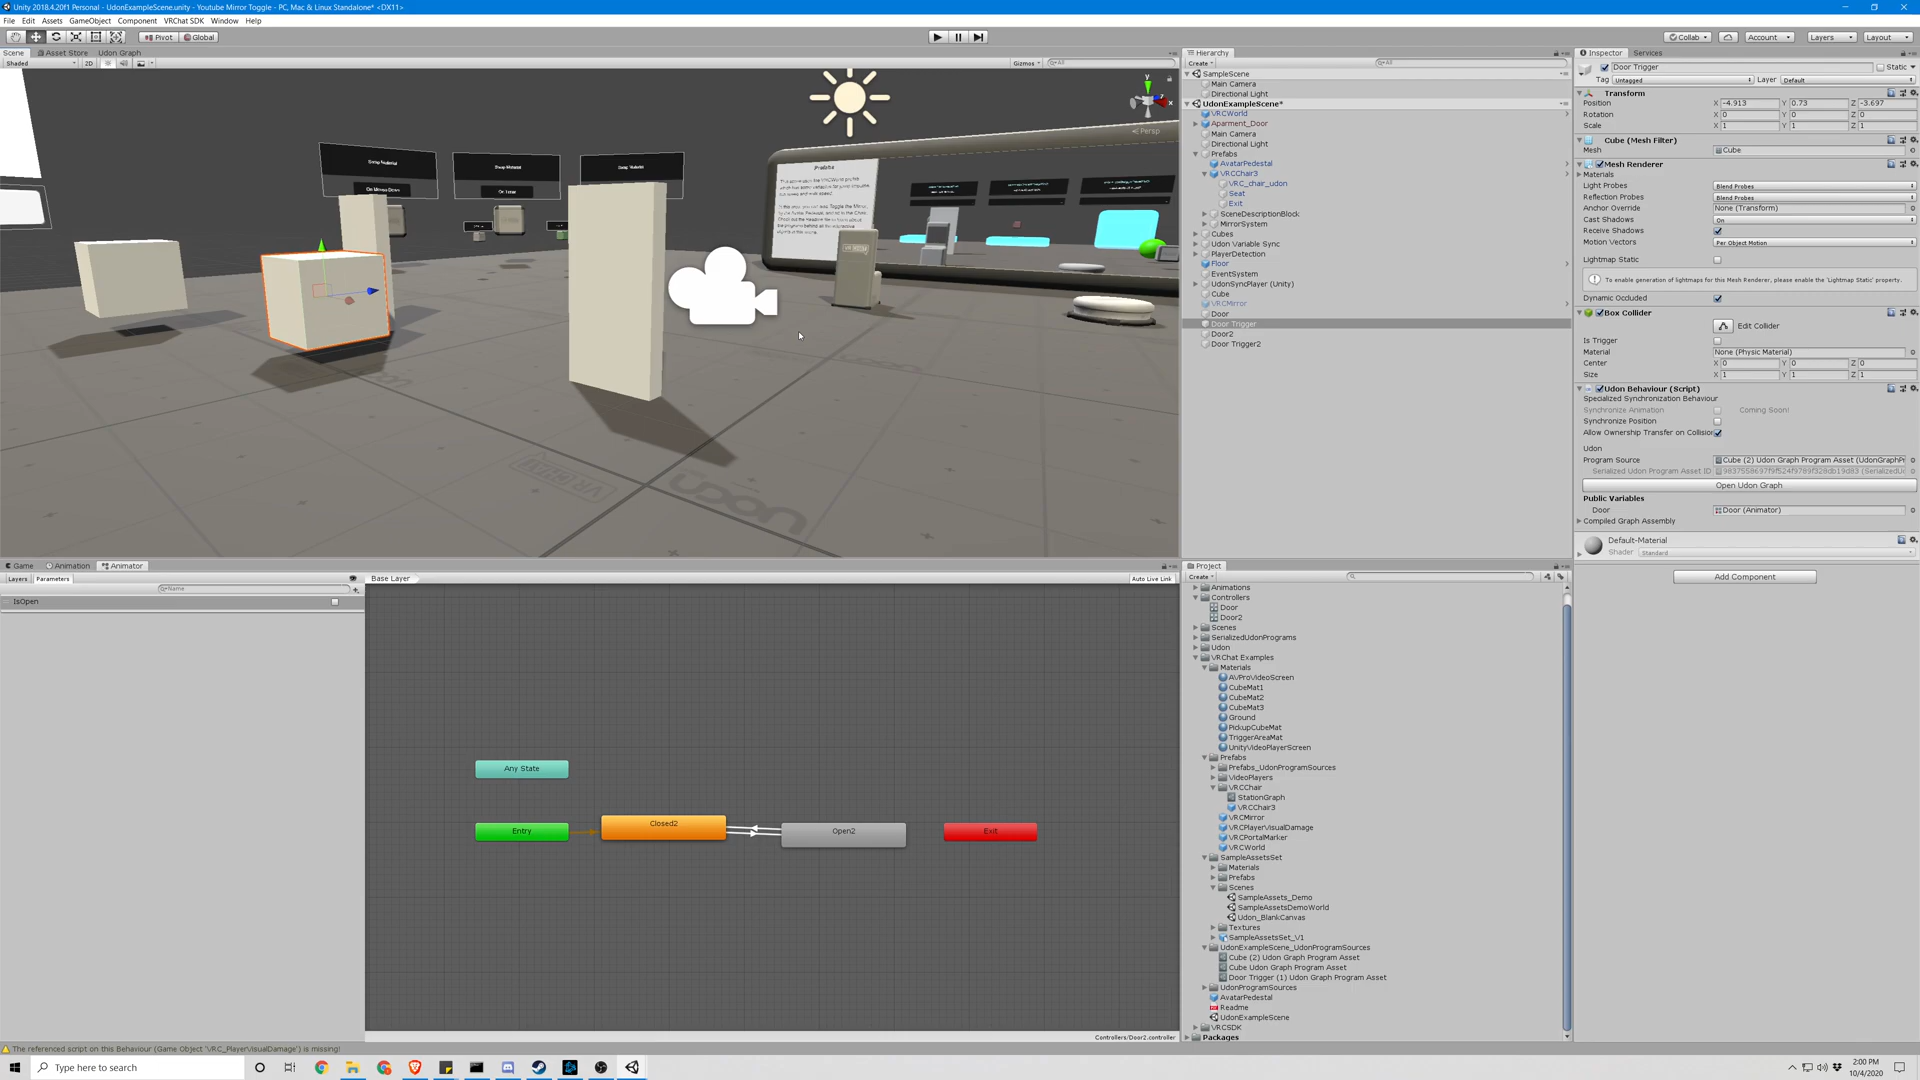 Unity 2018.4.20f1 Personal - UdonExampleScene.unity - Youtube Mirror Toggle - PC, Mac & Linux Standalone* <DX11>
File Edit Assets GameObject Component VRChat SDK Window Help
Pivot Global
Collab Account Layers Layout
Scene Asset Store Udon Graph
Shaded 2D Gizmos All
Swap Material
Swap Material
Swap Material
On Mouse Down
Prefabs
y
x
Persp
Hierarchy
Create All
SampleScene
Main Camera
Directional Light
UdonExampleScene*
VRCWorld
Aparment_Door
Main Camera
Directional Light
Prefabs
AvatarPedestal
VRCChair3
VRC_chair_udon
Seat
Exit
SceneDescriptionBlock
MirrorSystem
Cubes
Udon Variable Sync
PlayerDetection
Floor
EventSystem
UdonSyncPlayer (Unity)
Cube
VRCMirror
Door
Door Trigger
Door2
Door Trigger2
Inspector Services
Door Trigger Static
Tag Untagged Layer Default
Transform
Position X -4.913 Y 0.73 Z -3.697
Rotation X 0 Y 0 Z 0
Scale X 1 Y 1 Z 1
Cube (Mesh Filter)
Mesh Cube
Mesh Renderer
Materials
Light Probes Blend Probes
Reflection Probes Blend Probes
Anchor Override None (Transform)
Cast Shadows On
Receive Shadows
Motion Vectors Per Object Motion
Lightmap Static
To enable generation of lightmaps for this Mesh Renderer, please enable the 'Lightmap Static' property.
Dynamic Occluded
Box Collider
Edit Collider
Is Trigger
Material None (Physic Material)
Center X 0 Y 0 Z 0
Size X 1 Y 1 Z 1
Udon Behaviour (Script)
Specialized Synchronization Behaviour
Synchronize Animation Coming Soon!
Synchronize Position
Allow Ownership Transfer on Collision
Udon
Program Source Cube (2) Udon Graph Program Asset (UdonGraphPr
Serialized Udon Program Asset ID
Open Udon Graph
Public Variables
Door Door (Animator)
Compiled Graph Assembly
Default-Material
Shader Standard
Add Component
Game Animation Animator
Layers Parameters
Name
IsOpen
Base Layer Auto Live Link
Any State
Entry
Closed2
Open2
Exit
Controllers/Door2.controller
Project
Create
Animations
Controllers
Door
Door2
Scenes
SerializedUdonPrograms
Udon
VRChat Examples
Materials
AVProVideoScreen
CubeMat1
CubeMat2
CubeMat3
Ground
PickupCubeMat
TriggerAreaMat
UnityVideoPlayerScreen
Prefabs
Prefabs_UdonProgramSources
VideoPlayers
VRCChair
StationGraph
VRCChair3
VRCMirror
VRCPlayerVisualDamage
VRCPortalMarker
VRCWorld
SampleAssetsSet
Materials
Prefabs
Scenes
SampleAssets_Demo
SampleAssetsDemoWorld
Udon_BlankCanvas
Textures
SampleAssetsSet_V1
UdonExampleScene_UdonProgramSources
Cube (2) Udon Graph Program Asset
Cube Udon Graph Program Asset
Door Trigger (1) Udon Graph Program Asset
UdonProgramSources
AvatarPedestal
Readme
UdonExampleScene
VRCSDK
Packages
The referenced script on this Behaviour (Game Object 'VRC_PlayerVisualDamage') is missing!
Type here to search
2:00 PM
10/4/2020